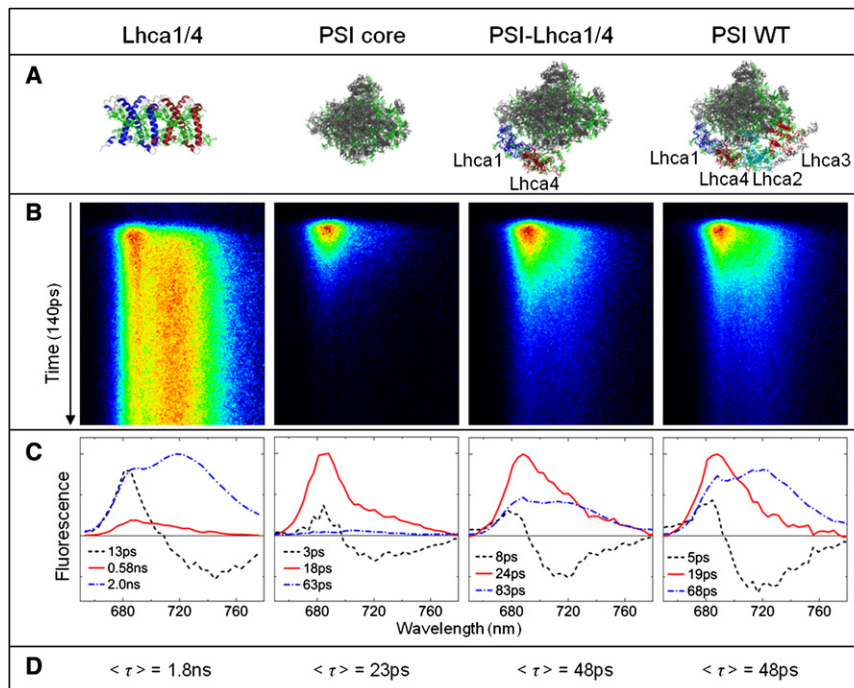 Lhca1/4 PSI core PSI-Lhca1/4 PSI WT
A
Lhca1
Lhca4
Lhca1
Lhca4 Lhca2
Lhca3
B
Time (140ps)
C
Fluorescence
13ps
0.58ns
2.0ns
3ps
18ps
63ps
8ps
24ps
83ps
5ps
19ps
68ps
680 720 760 680 720 760 680 720 760 680 720 760
Wavelength (nm)
D
< τ > = 1.8ns < τ > = 23ps < τ > = 48ps < τ > = 48ps